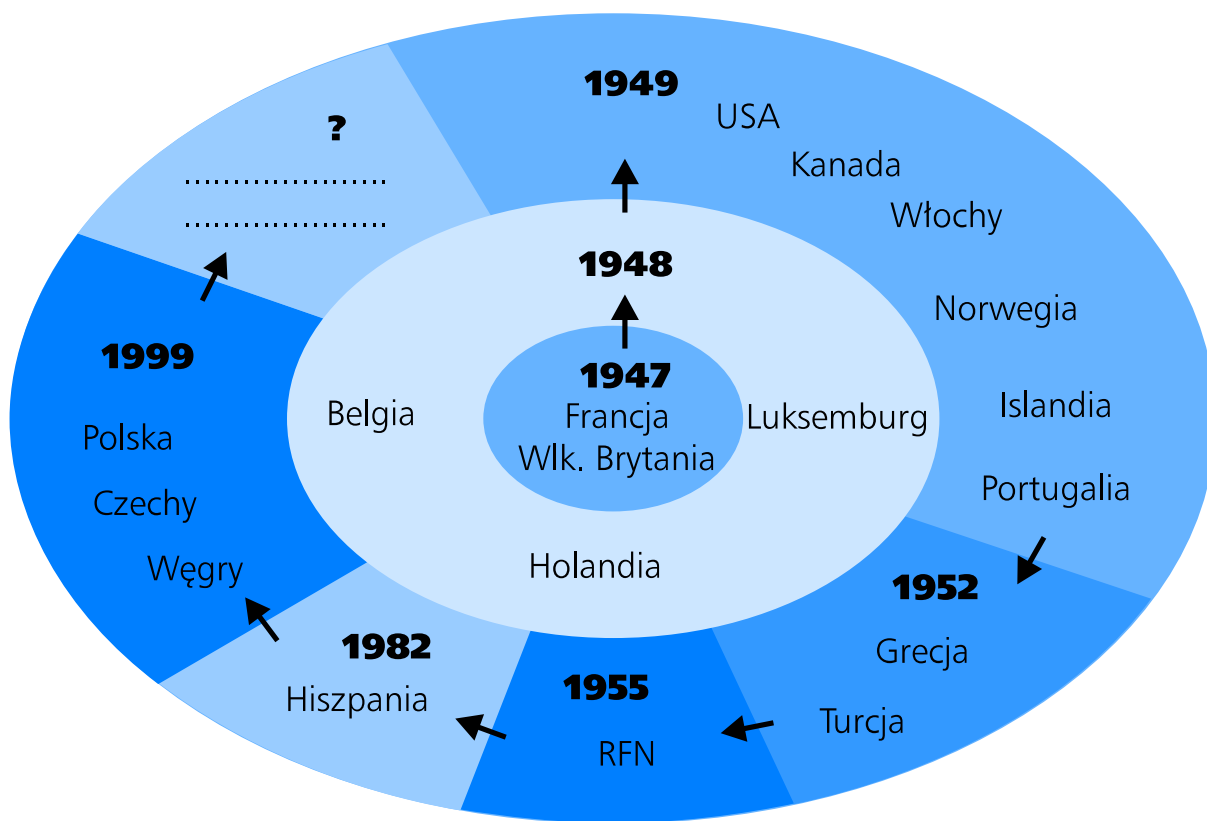 1949
USA
Kanada
Włochy
Norwegia
Islandia
Portugalia
?
........................
........................
1948
1947
Francja
Wlk. Brytania
Belgia
Luksemburg
Holandia
1952
Grecja
Turcja
1955
RFN
1982
Hiszpania
1999
Polska
Czechy
Węgry